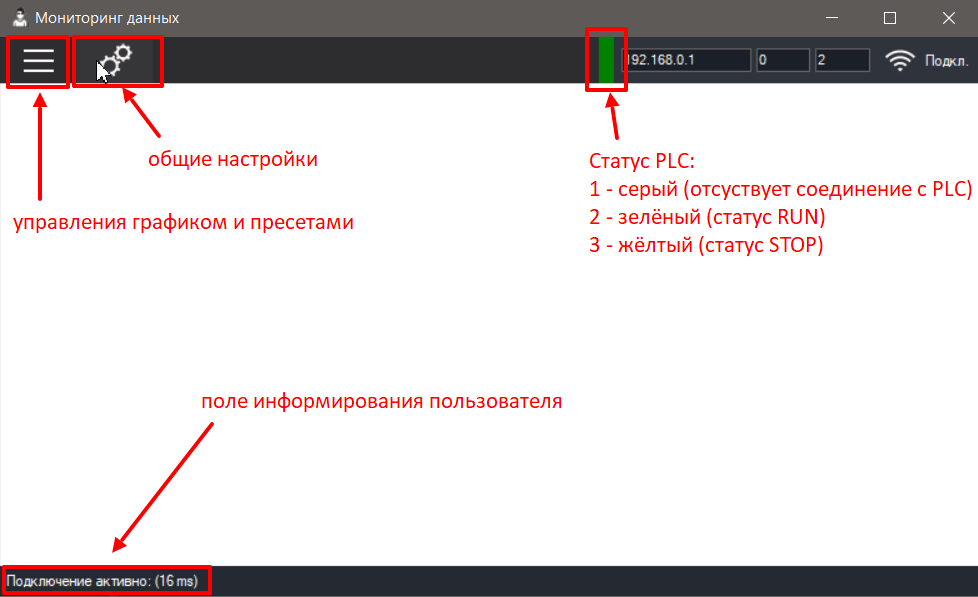 Мониторинг данных
192.168.0.1 0 2 Подкл.
общие настройки
управления графиком и пресетами
Статус PLC:
1 - серый (отсуствует соединение с PLC)
2 - зелёный (статус RUN)
3 - жёлтый (статус STOP)
поле информирования пользователя
Подключение активно: (16 ms)